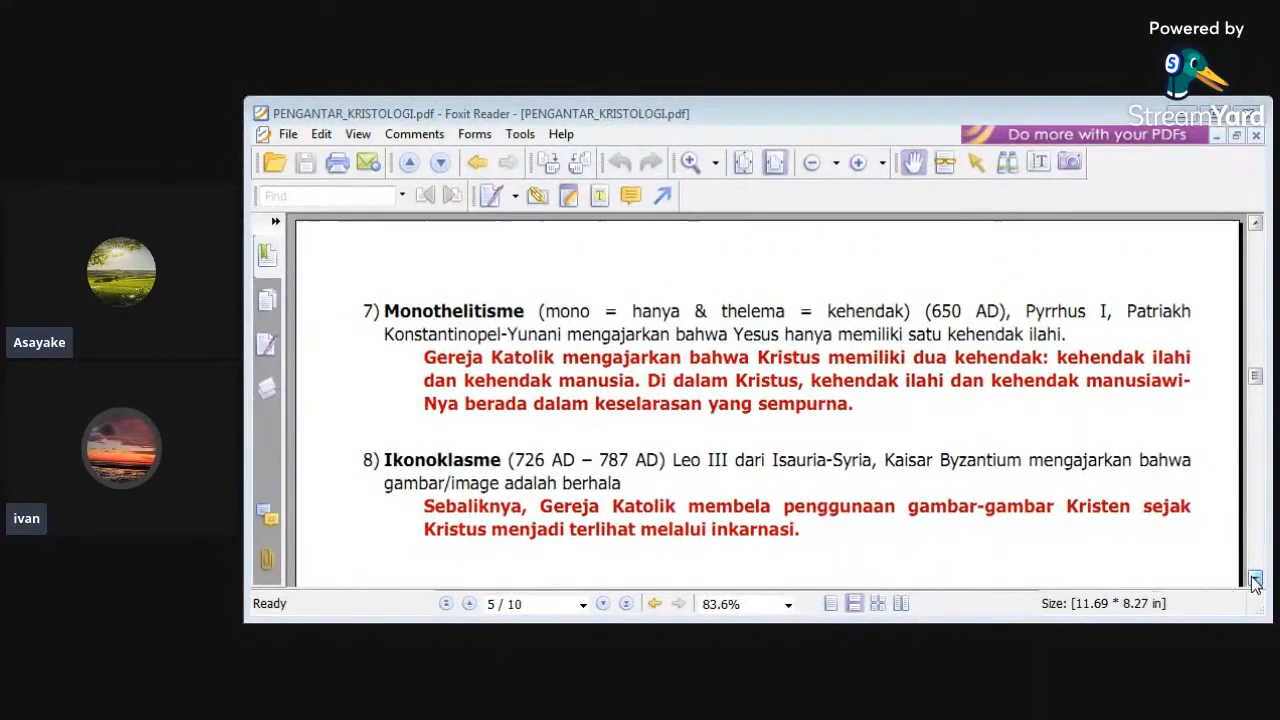 Powered by
StreamYard
PENGANTAR_KRISTOLOGI.pdf - Foxit Reader - [PENGANTAR_KRISTOLOGI.pdf]
File Edit View Comments Forms Tools Help
Do more with your PDFs
Find
7) Monothelitisme (mono = hanya & thelema = kehendak) (650 AD), Pyrrhus I, Patriakh
Konstantinopel-Yunani mengajarkan bahwa Yesus hanya memiliki satu kehendak ilahi.
Gereja Katolik mengajarkan bahwa Kristus memiliki dua kehendak: kehendak ilahi
dan kehendak manusia. Di dalam Kristus, kehendak ilahi dan kehendak manusiawi-
Nya berada dalam keselarasan yang sempurna.
8) Ikonoklasme (726 AD – 787 AD) Leo III dari Isauria-Syria, Kaisar Byzantium mengajarkan bahwa
gambar/image adalah berhala
Sebaliknya, Gereja Katolik membela penggunaan gambar-gambar Kristen sejak
Kristus menjadi terlihat melalui inkarnasi.
Asayake
ivan
Ready
5 / 10
83.6%
Size: [11.69 * 8.27 in]